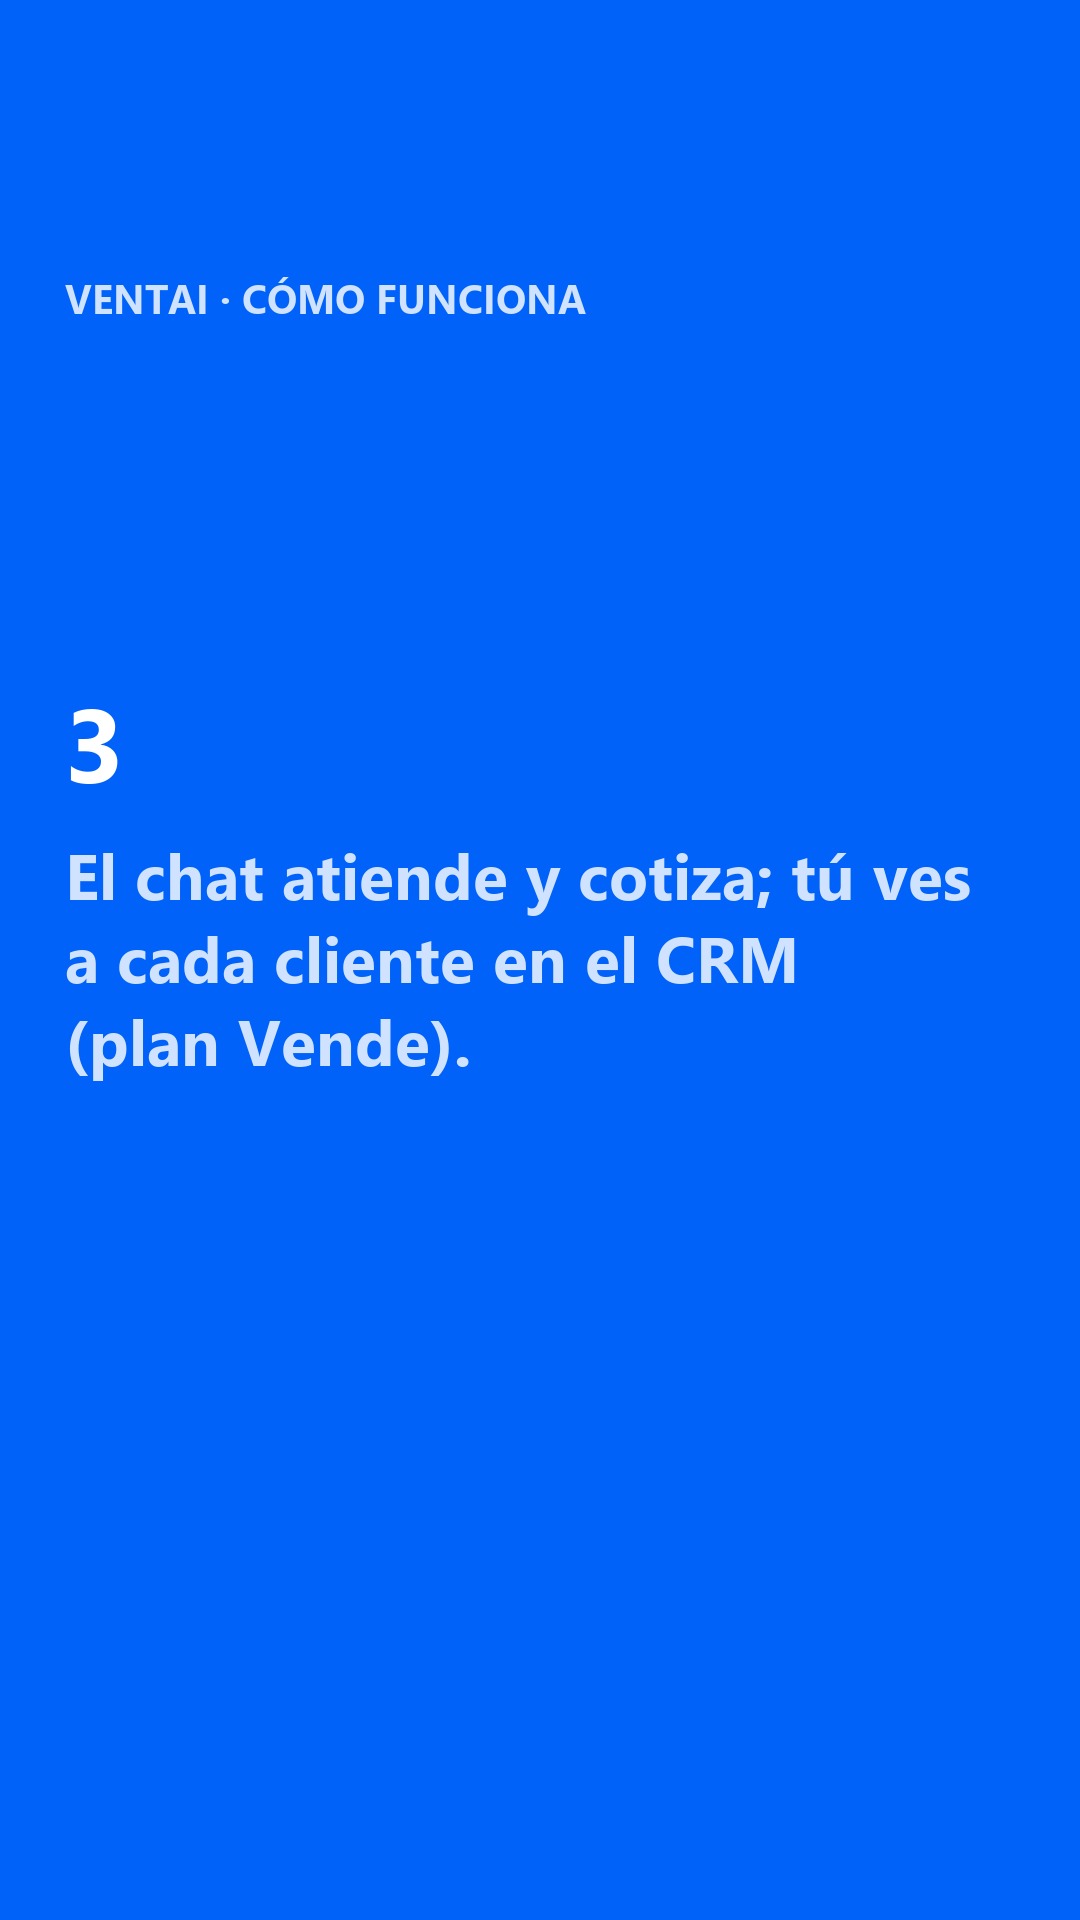 VENTAI · CÓMO FUNCIONA
3
El chat atiende y cotiza; tú ves
a cada cliente en el CRM
(plan Vende).